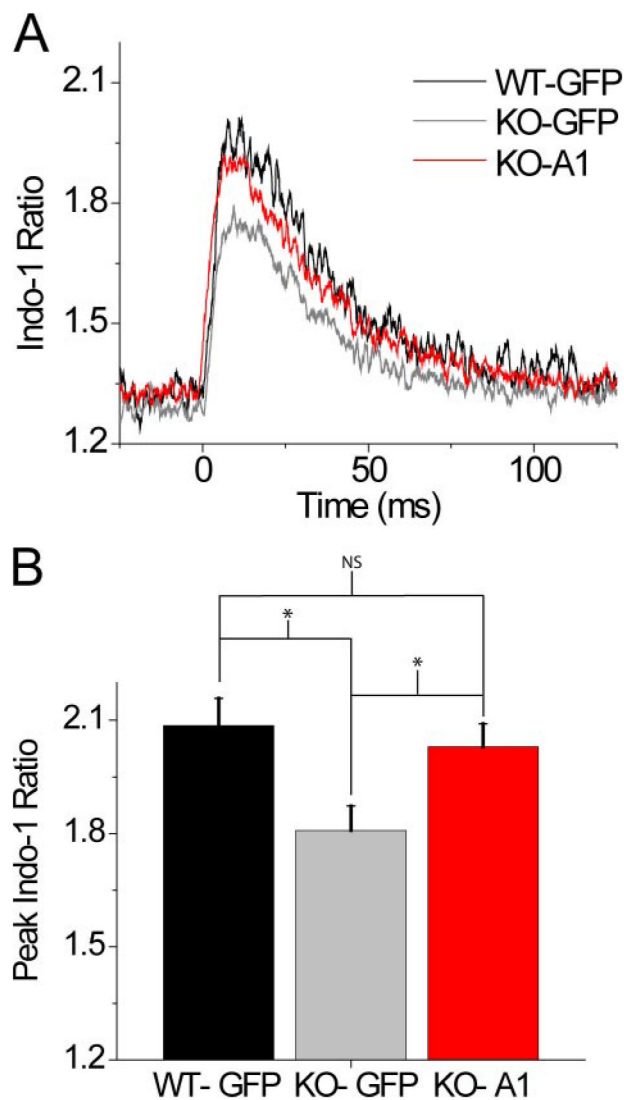 A
2.1
1.8
1.5
1.2
Indo-1 Ratio
WT-GFP
KO-GFP
KO-A1
0 50 100
Time (ms)
B
NS
*
*
2.1
1.8
1.5
1.2
Peak Indo-1 Ratio
WT- GFP KO- GFP KO- A1